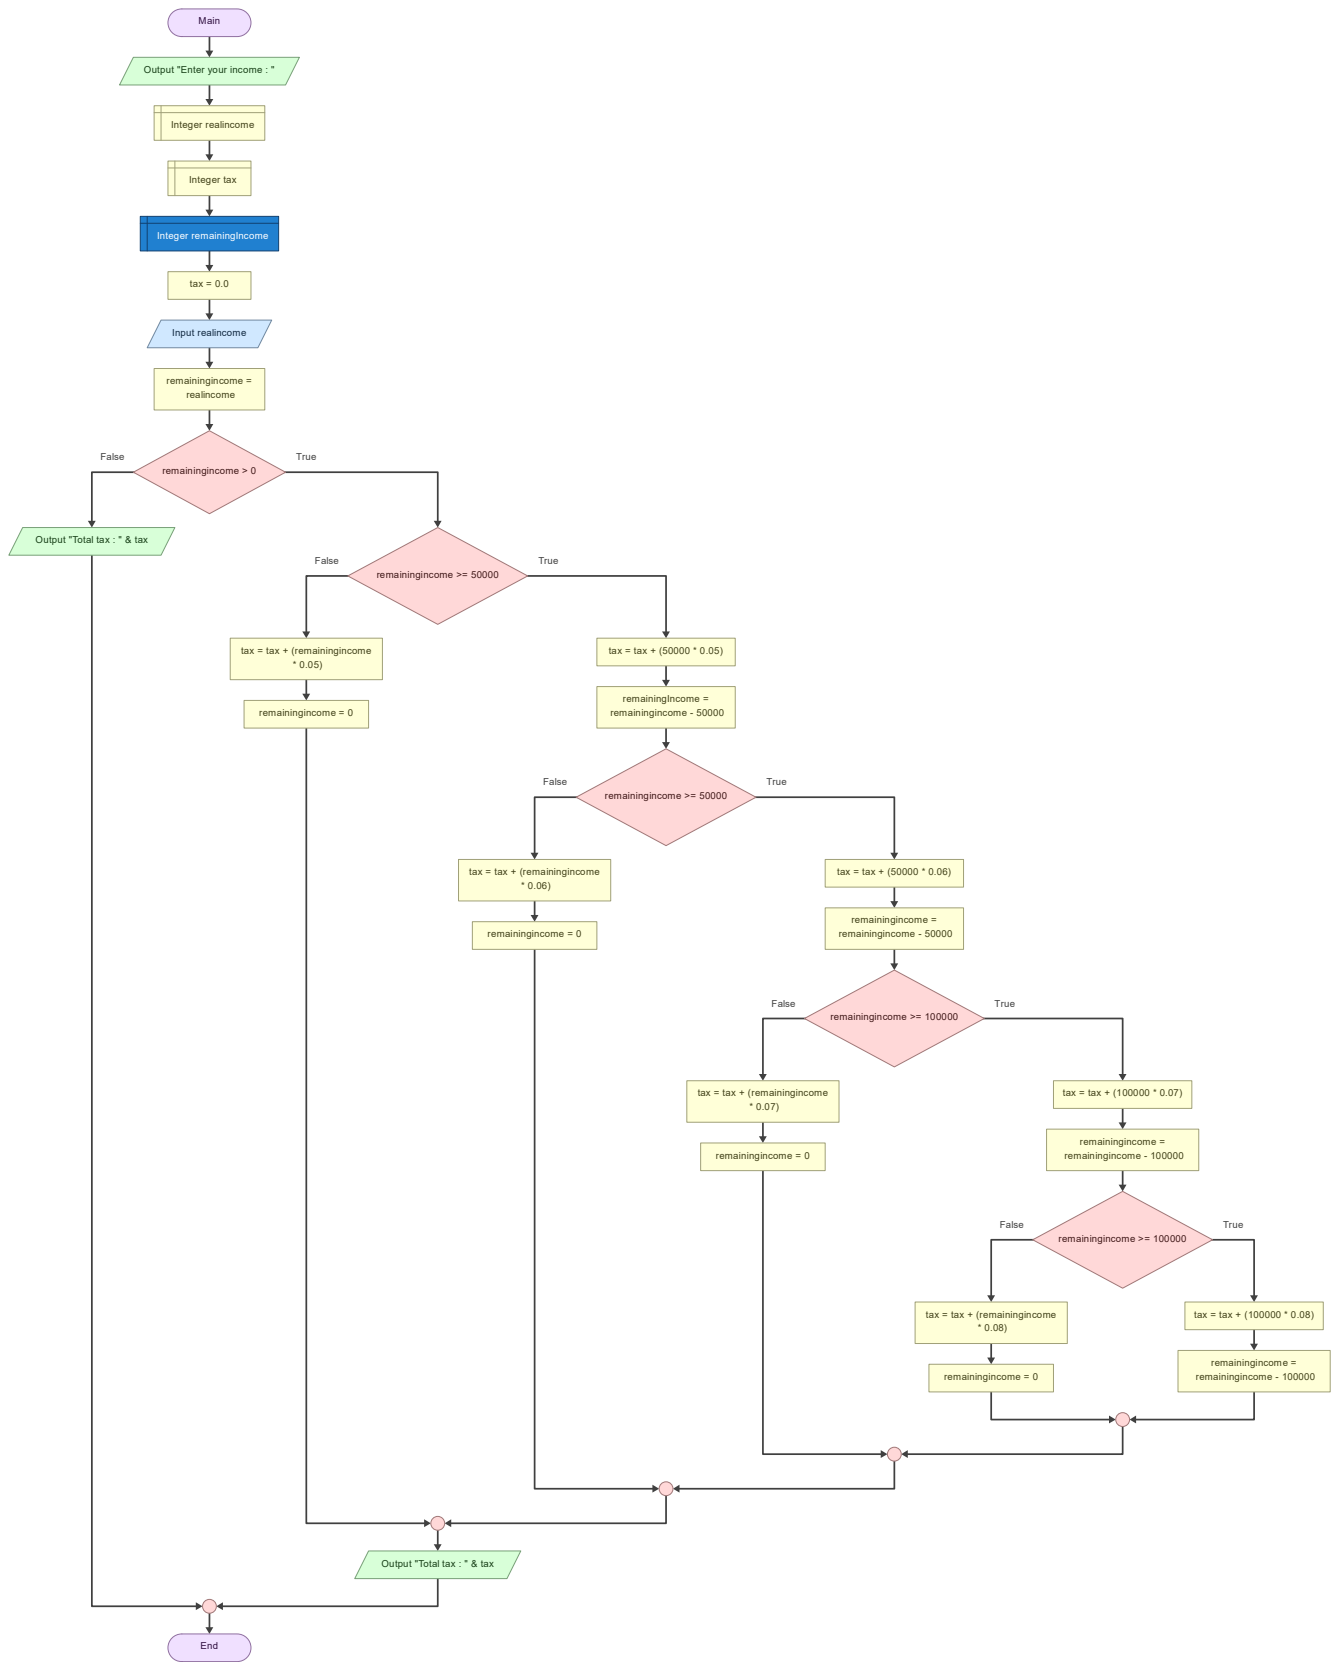 Main
Output "Enter your income : "
Integer realincome
Integer tax
Integer remainingIncome
tax = 0.0
Input realincome
remainingincome =
realincome
False
True
remainingincome > 0
Output "Total tax : " & tax
False
True
remainingincome >= 50000
tax = tax + (remainingincome
* 0.05)
remainingincome = 0
tax = tax + (50000 * 0.05)
remainingIncome =
remainingincome - 50000
False
True
remainingincome >= 50000
tax = tax + (remainingincome
* 0.06)
remainingincome = 0
tax = tax + (50000 * 0.06)
remainingincome =
remainingincome - 50000
False
True
remainingincome >= 100000
tax = tax + (remainingincome
* 0.07)
remainingincome = 0
tax = tax + (100000 * 0.07)
remainingincome =
remainingincome - 100000
False
True
remainingincome >= 100000
tax = tax + (remainingincome
* 0.08)
remainingincome = 0
tax = tax + (100000 * 0.08)
remainingincome =
remainingincome - 100000
Output "Total tax : " & tax
End